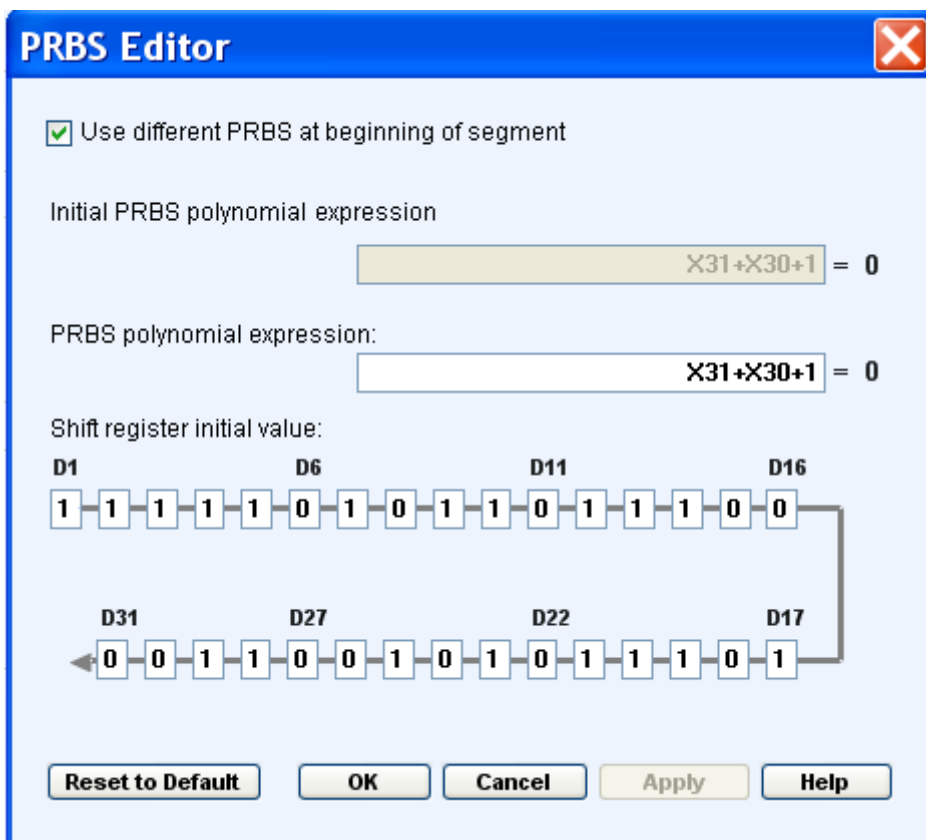 PRBS Editor
Use different PRBS at beginning of segment
Initial PRBS polynomial expression
X31+X30+1 = 0
PRBS polynomial expression:
X31+X30+1 = 0
Shift register initial value:
D1 D6 D11 D16
1 1 1 1 1 0 1 0 1 1 0 1 1 1 0 0
D31 D27 D22 D17
0 0 1 1 0 0 1 0 1 0 1 1 1 0 1
Reset to Default OK Cancel Apply Help